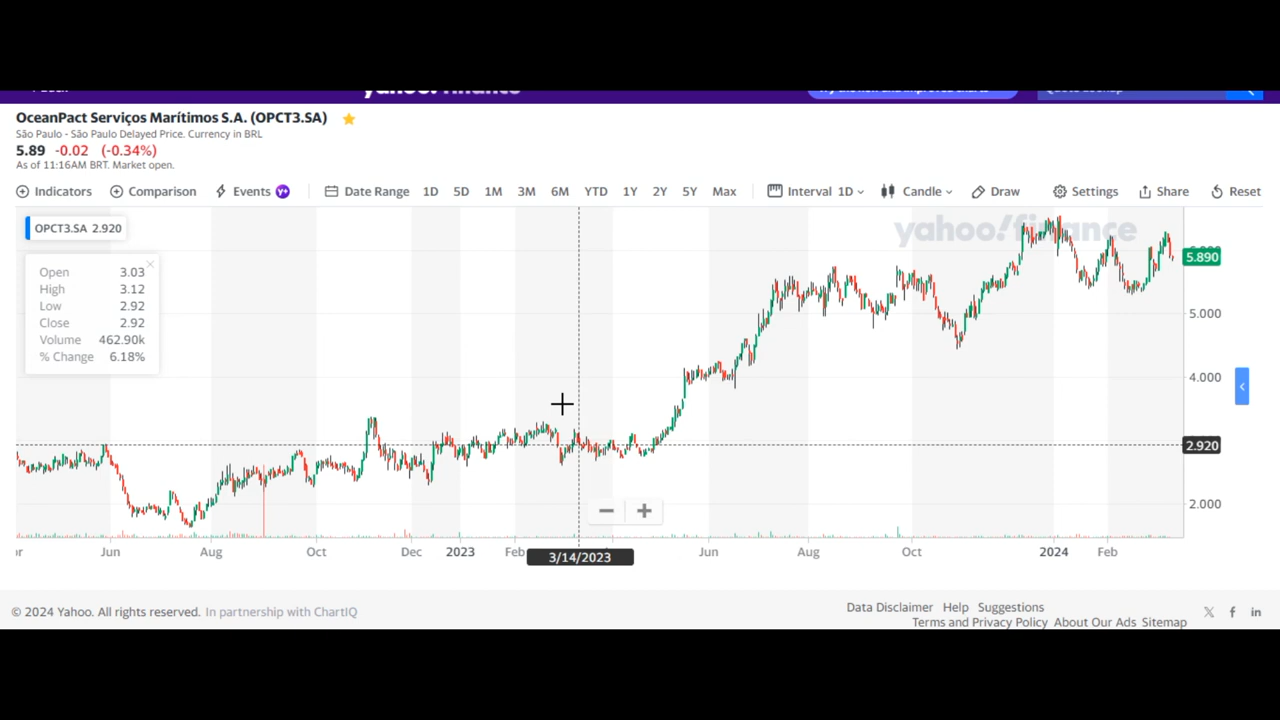 yahoo! finance
OceanPact Serviços Marítimos S.A. (OPCT3.SA)
São Paulo - São Paulo Delayed Price. Currency in BRL
5.89 -0.02 (-0.34%)
As of 11:16AM BRT. Market open.
Indicators Comparison Events y+ Date Range 1D 5D 1M 3M 6M YTD 1Y 2Y 5Y Max Interval 1D Candle Draw Settings Share Reset
OPCT3.SA 2.920
yahoo!finance
5.890
Open 3.03
High 3.12
Low 2.92
Close 2.92
Volume 462.90k
% Change 6.18%
5.000
4.000
2.920
2.000
Jun Aug Oct Dec 2023 Feb Jun Aug Oct 2024 Feb
3/14/2023
© 2024 Yahoo. All rights reserved. In partnership with ChartIQ
Data Disclaimer Help Suggestions
Terms and Privacy Policy About Our Ads Sitemap